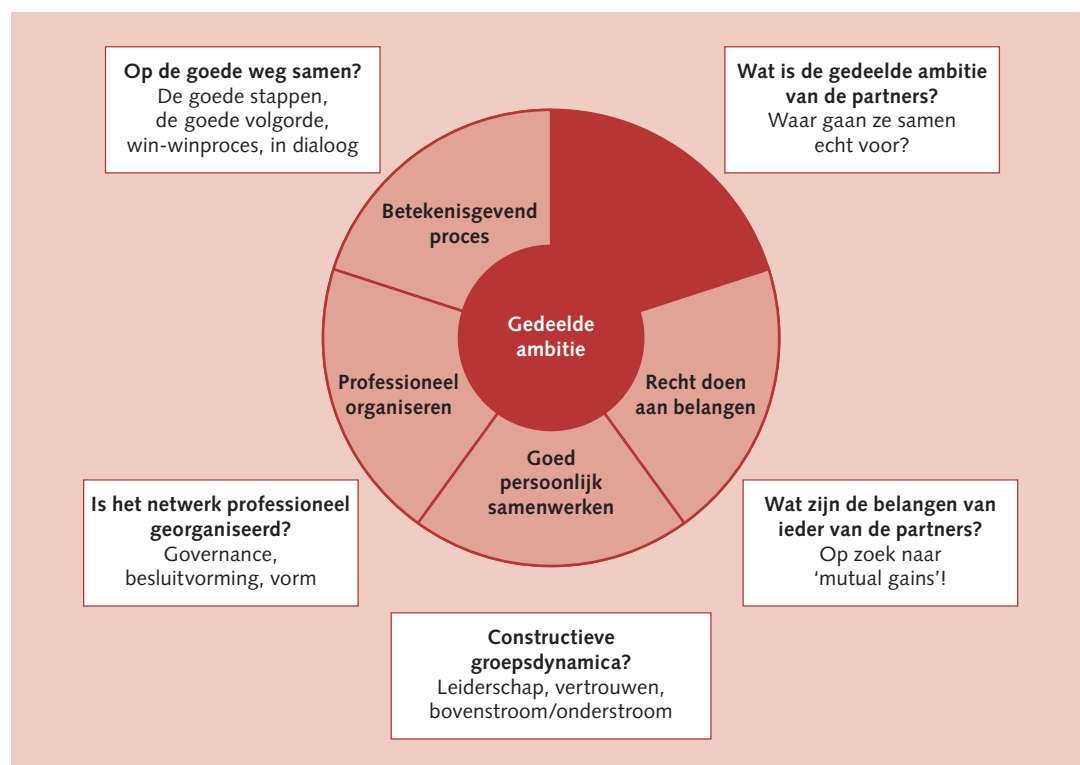 Op de goede weg samen?
De goede stappen,
de goede volgorde,
win-winproces, in dialoog
Wat is de gedeelde ambitie
van de partners?
Waar gaan ze samen
echt voor?
Betekenisgevend
proces
Gedeelde
ambitie
Professioneel
organiseren
Recht doen
aan belangen
Goed
persoonlijk
samenwerken
Is het netwerk professioneel
georganiseerd?
Governance,
besluitvorming, vorm
Wat zijn de belangen van
ieder van de partners?
Op zoek naar
‘mutual gains’!
Constructieve
groepsdynamica?
Leiderschap, vertrouwen,
bovenstroom/onderstroom